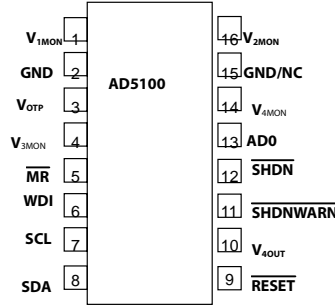 V1MON 1 16 V2MON
GND 2 15 GND/NC
AD5100
VOTP 3 14 V4MON
V3MON 4 13 AD0
MR 5 12 SHDN
WDI 6 11 SHDNWARN
SCL 7 10 V4OUT
SDA 8 9 RESET